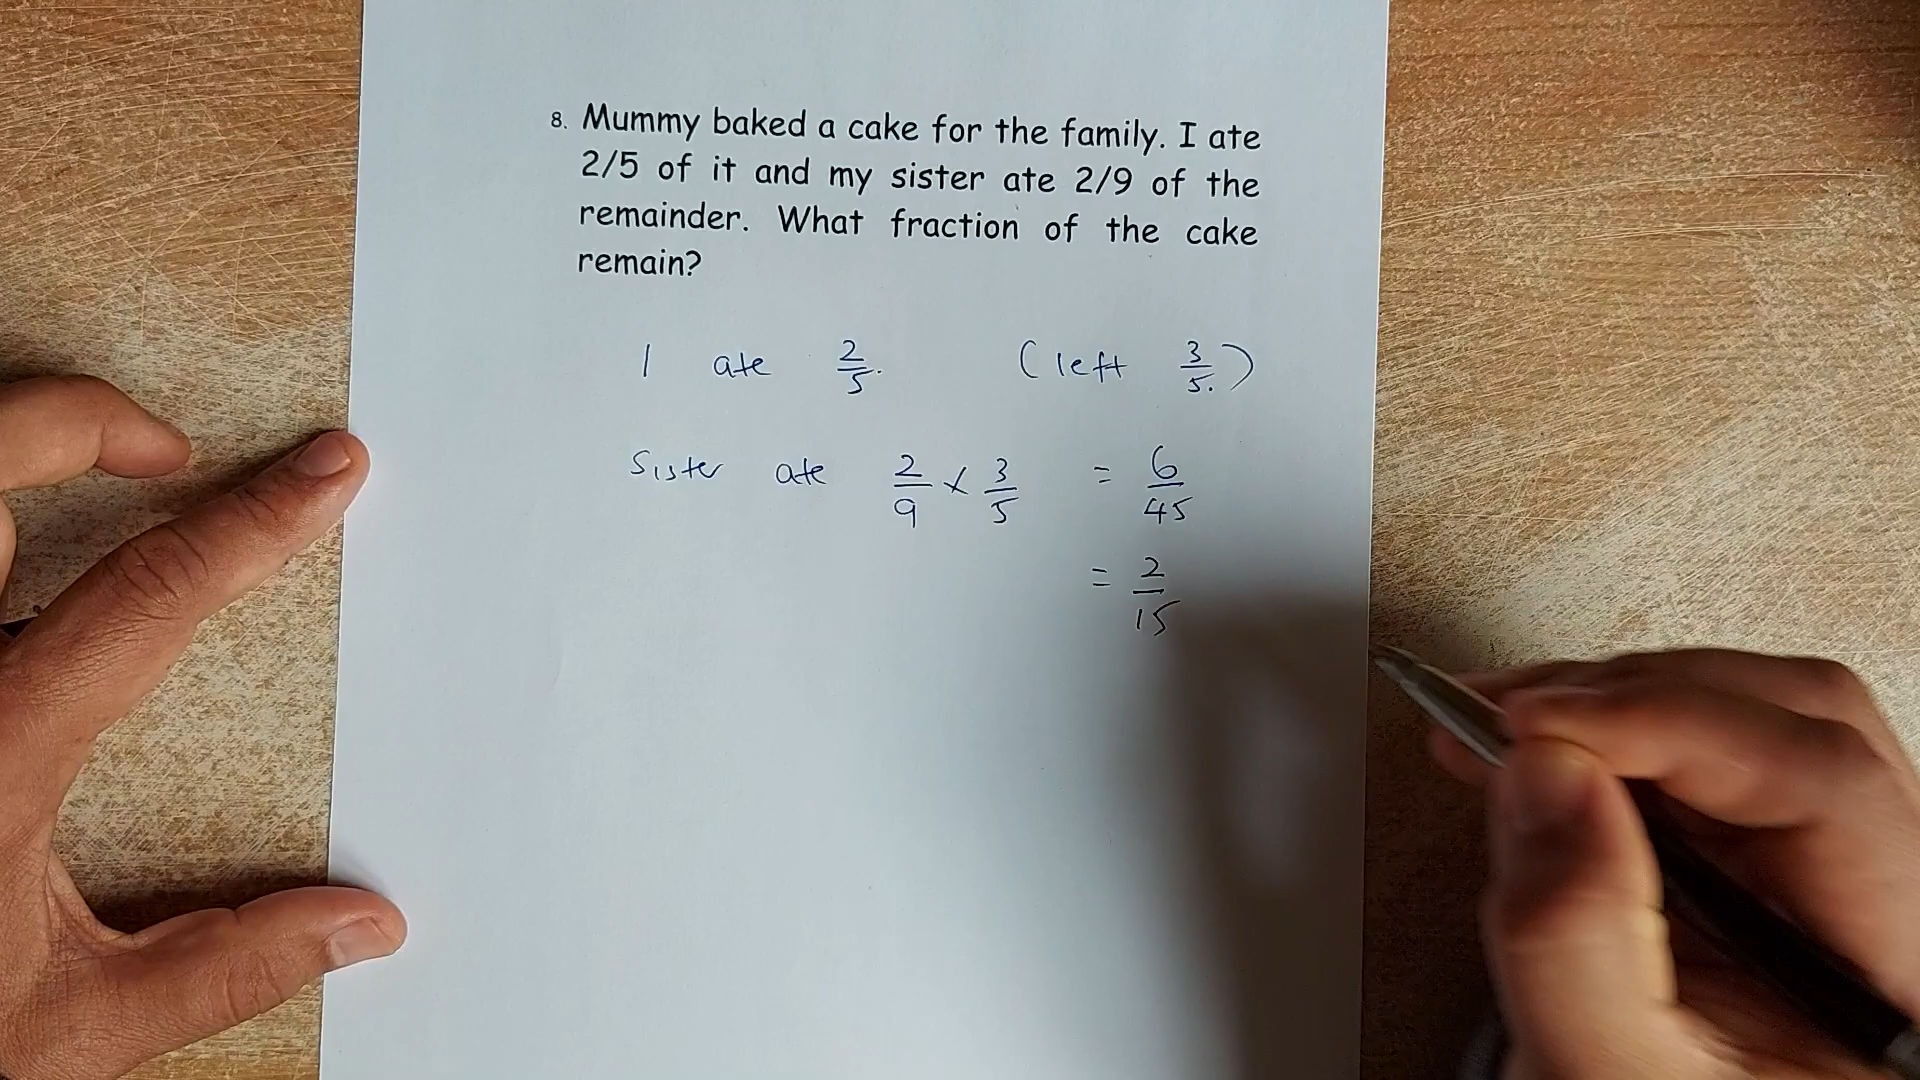 8. Mummy baked a cake for the family. I ate
2/5 of it and my sister ate 2/9 of the
remainder. What fraction of the cake
remain?
I ate 2/5. (left 3/5.)
Sister ate 2/9 × 3/5 = 6/45
= 2/15